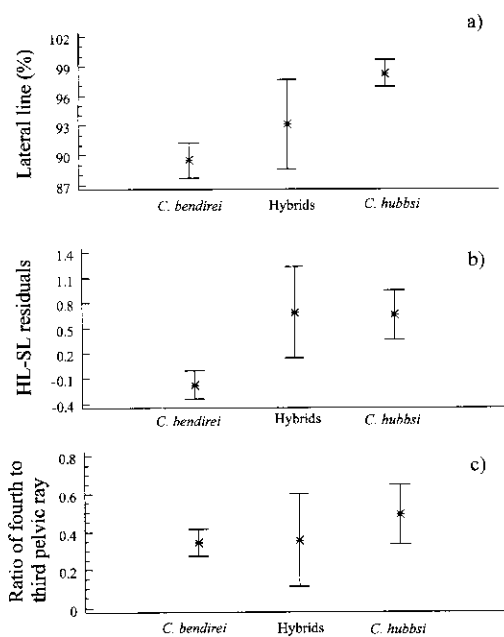 a)
Lateral line (%)
102
99
96
93
90
87
C. bendirei
Hybrids
C. hubbsi
b)
HL-SL residuals
1.4
1.1
0.8
0.5
0.2
-0.1
-0.4
C. bendirei
Hybrids
C. hubbsi
c)
Ratio of fourth to
third pelvic ray
0.8
0.6
0.4
0.2
0
C. bendirei
Hybrids
C. hubbsi